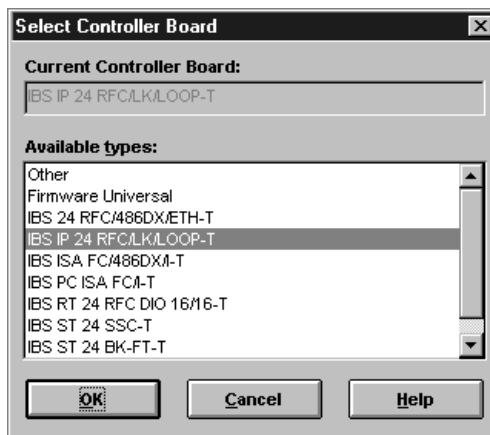 Select Controller Board
Current Controller Board:
IBS IP 24 RFC/LK/LOOP-T
Available types:
Other
Firmware Universal
IBS 24 RFC/486DX/ETH-T
IBS IP 24 RFC/LK/LOOP-T
IBS ISA FC/486DX/I-T
IBS PC ISA FC/I-T
IBS RT 24 RFC DIO 16/16-T
IBS ST 24 SSC-T
IBS ST 24 BK-FT-T
OK Cancel Help